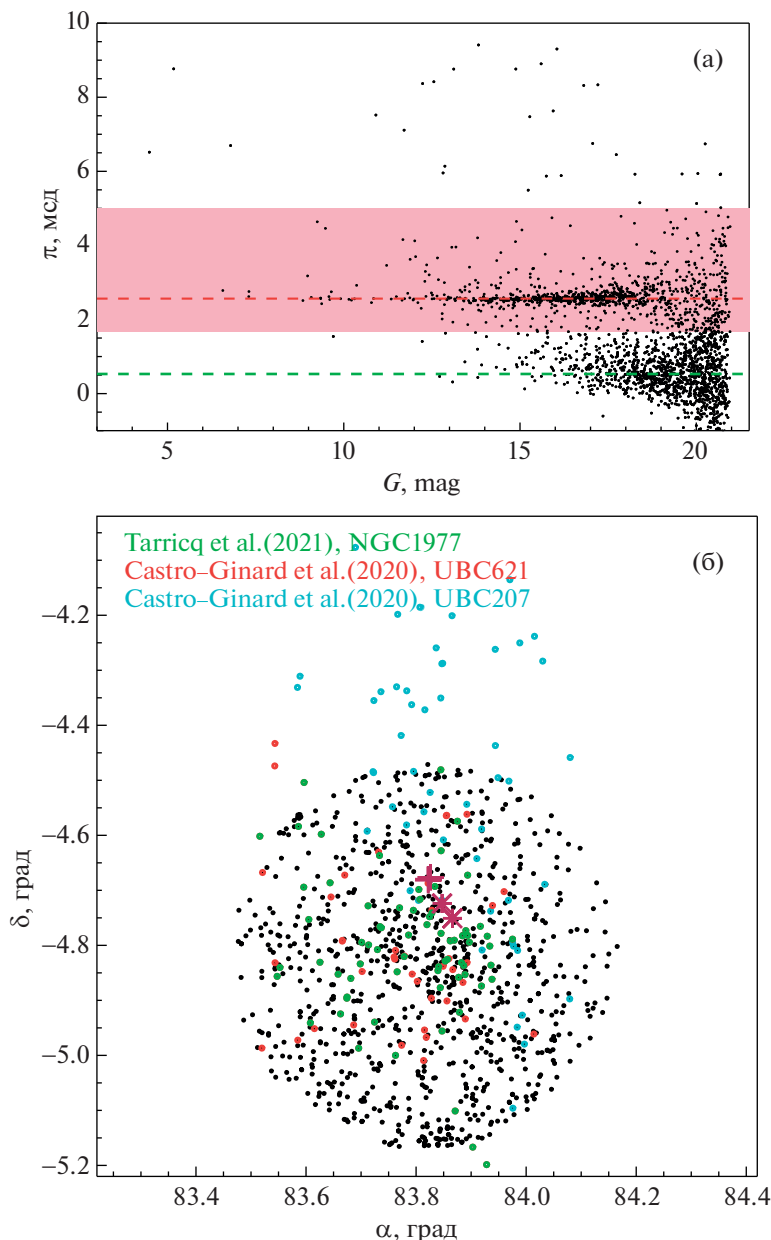 10
8
6
4
2
0
π, мсд
(а)
5
10
15
20
G, mag
Tarricq et al.(2021), NGC1977
Castro–Ginard et al.(2020), UBC621
Castro–Ginard et al.(2020), UBC207
(б)
–4.2
–4.4
–4.6
–4.8
–5.0
–5.2
δ, град
83.4
83.6
83.8
84.0
84.2
84.4
α, град